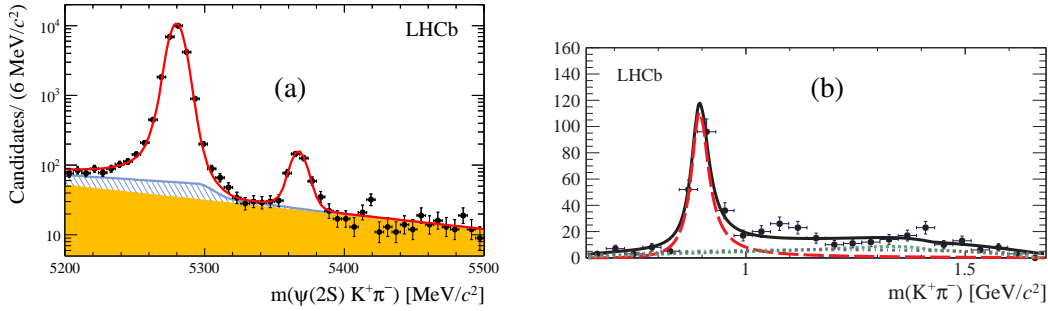 Candidates/ (6 MeV/c²)
10⁴
10³
10²
10
LHCb
(a)
5200 5300 5400 5500
m(ψ(2S) K⁺π⁻) [MeV/c²]
160
140
120
100
80
60
40
20
0
LHCb
(b)
1 1.5
m(K⁺π⁻) [GeV/c²]